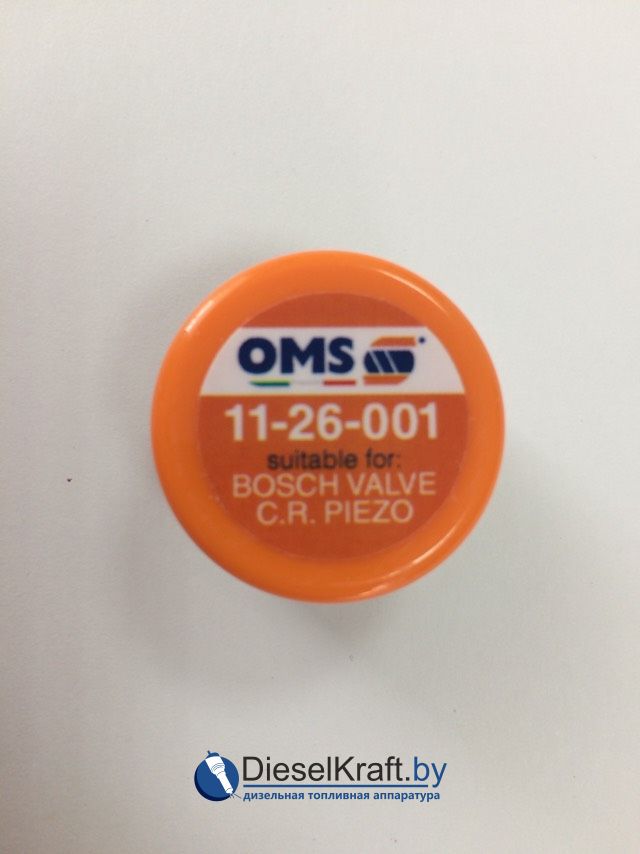 OMS
11-26-001
suitable for:
BOSCH VALVE
C.R. PIEZO
DieselKraft.by
дизельная топливная аппаратура